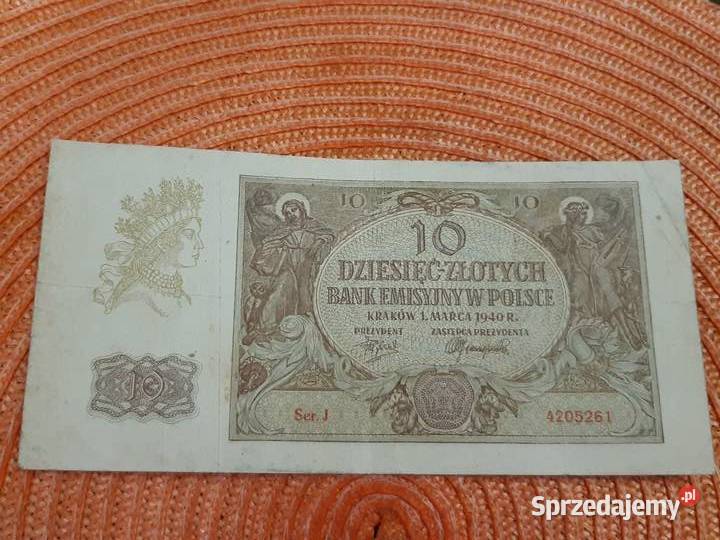 10 10
10
DZIESIĘĆ·ZŁOTYCH
BANK EMISYJNY W POLSCE
KRAKÓW 1. MARCA 1940 R.
PREZYDENT ZASTĘPCA PREZYDENTA
10
Ser. J 4205261
Sprzedajemy.pl